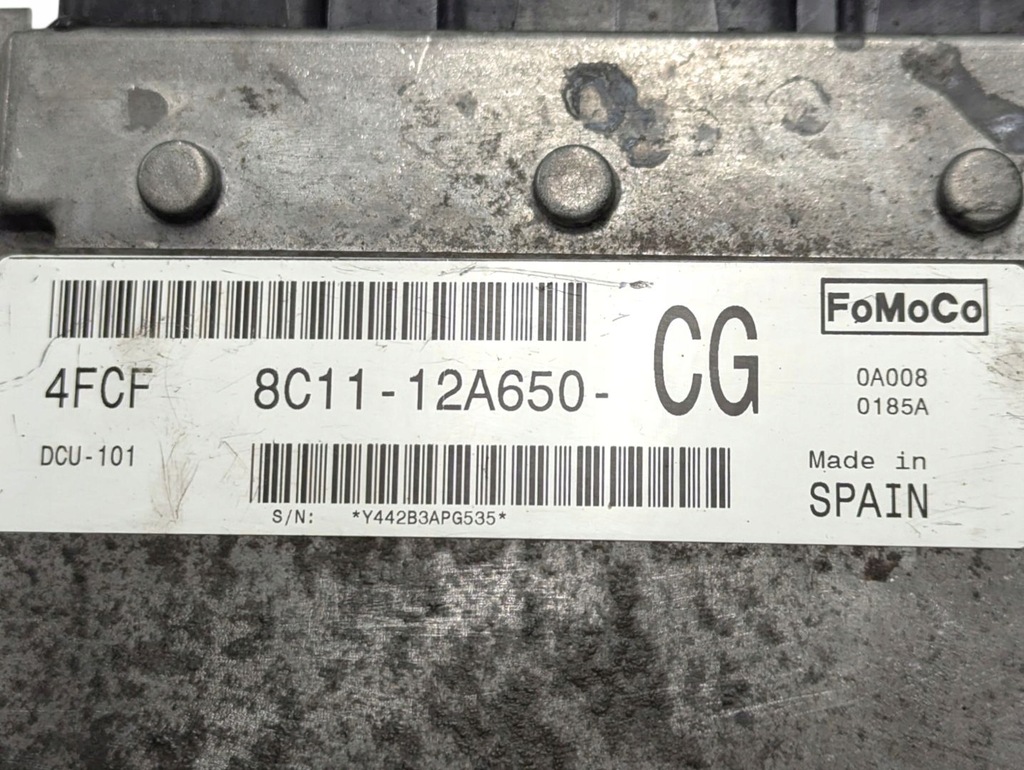 FoMoCo
4FCF 8C11-12A650- CG
0A008
0185A
DCU-101
Made in
SPAIN
S/N: *Y442B3APG535*